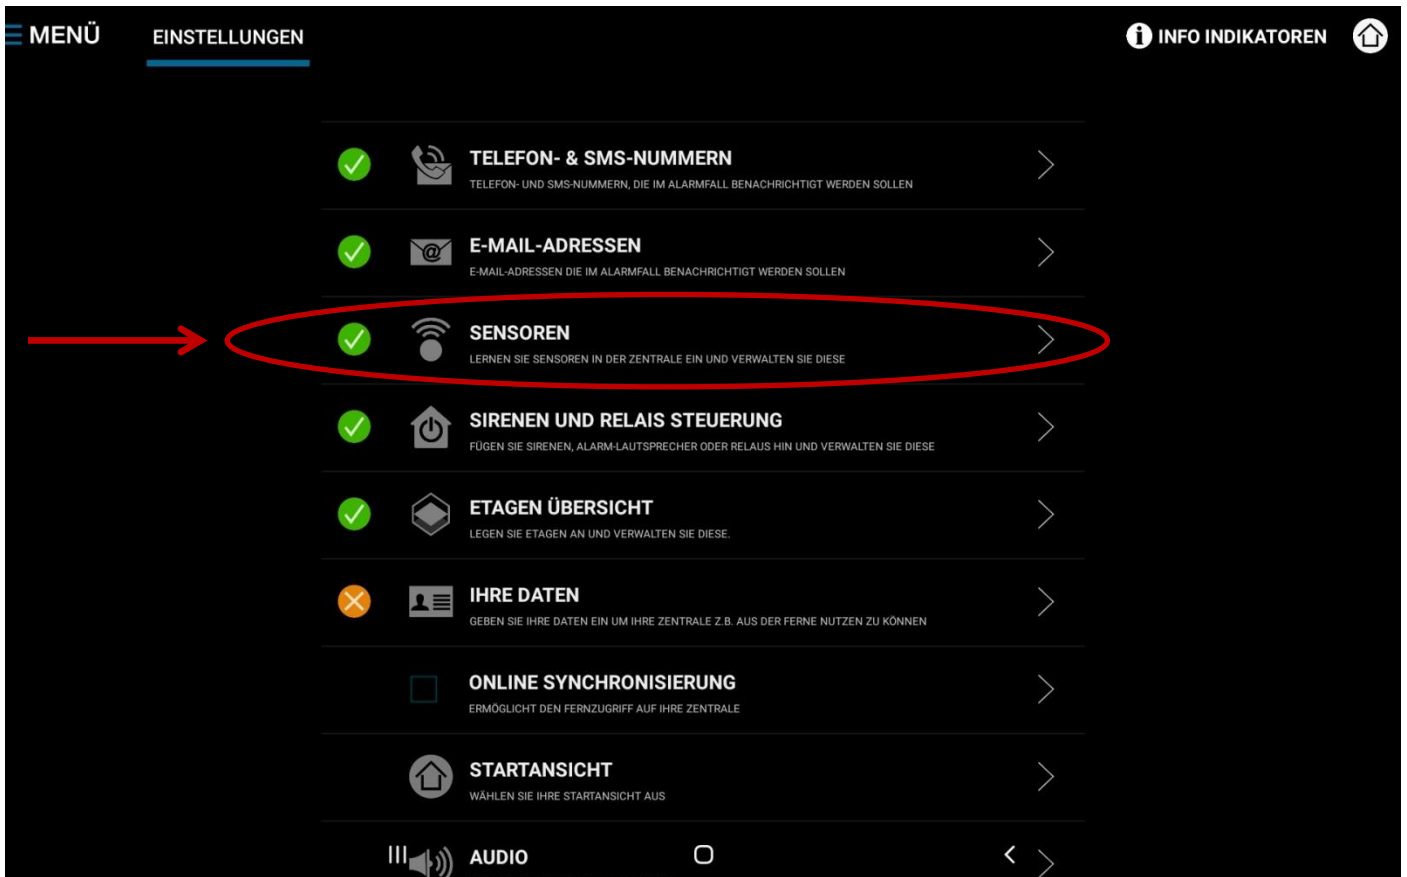 MENÜ EINSTELLUNGEN INFO INDIKATOREN
TELEFON- & SMS-NUMMERN
TELEFON- UND SMS-NUMMERN, DIE IM ALARMFALL BENACHRICHTIGT WERDEN SOLLEN
E-MAIL-ADRESSEN
E-MAIL-ADRESSEN DIE IM ALARMFALL BENACHRICHTIGT WERDEN SOLLEN
SENSOREN
LERNEN SIE SENSOREN IN DER ZENTRALE EIN UND VERWALTEN SIE DIESE
SIRENEN UND RELAIS STEUERUNG
FÜGEN SIE SIRENEN, ALARM-LAUTSPRECHER ODER RELAUS HIN UND VERWALTEN SIE DIESE
ETAGEN ÜBERSICHT
LEGEN SIE ETAGEN AN UND VERWALTEN SIE DIESE.
IHRE DATEN
GEBEN SIE IHRE DATEN EIN UM IHRE ZENTRALE Z.B. AUS DER FERNE NUTZEN ZU KÖNNEN
ONLINE SYNCHRONISIERUNG
ERMÖGLICHT DEN FERNZUGRIFF AUF IHRE ZENTRALE
STARTANSICHT
WÄHLEN SIE IHRE STARTANSICHT AUS
AUDIO